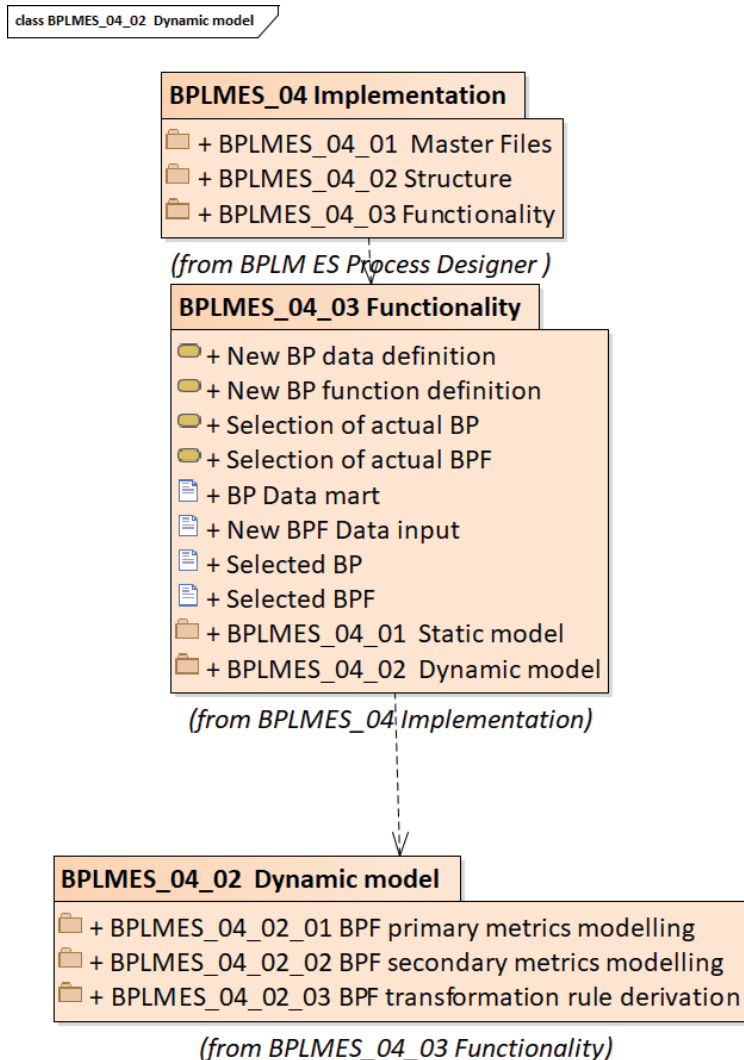 class BPLMES_04_02  Dynamic model
BPLMES_04 Implementation
+ BPLMES_04_01  Master Files
+ BPLMES_04_02 Structure
+ BPLMES_04_03 Functionality
(from BPLM ES Process Designer )
BPLMES_04_03 Functionality
+ New BP data definition
+ New BP function definition
+ Selection of actual BP
+ Selection of actual BPF
+ BP Data mart
+ New BPF Data input
+ Selected BP
+ Selected BPF
+ BPLMES_04_01  Static model
+ BPLMES_04_02  Dynamic model
(from BPLMES_04 Implementation)
BPLMES_04_02  Dynamic model
+ BPLMES_04_02_01 BPF primary metrics modelling
+ BPLMES_04_02_02 BPF secondary metrics modelling
+ BPLMES_04_02_03 BPF transformation rule derivation
(from BPLMES_04_03 Functionality)